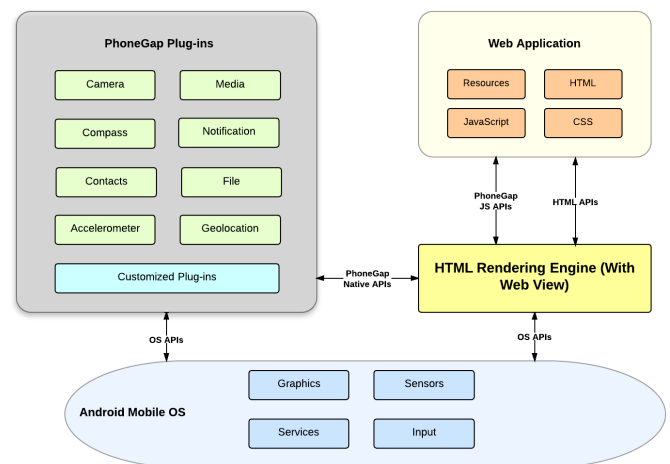 PhoneGap Plug-ins
Camera
Media
Compass
Notification
Contacts
File
Accelerometer
Geolocation
Customized Plug-ins
Web Application
Resources
HTML
JavaScript
CSS
PhoneGap
JS APIs
HTML APIs
PhoneGap
Native APIs
HTML Rendering Engine (With
Web View)
OS APIs
OS APIs
Android Mobile OS
Graphics
Sensors
Services
Input